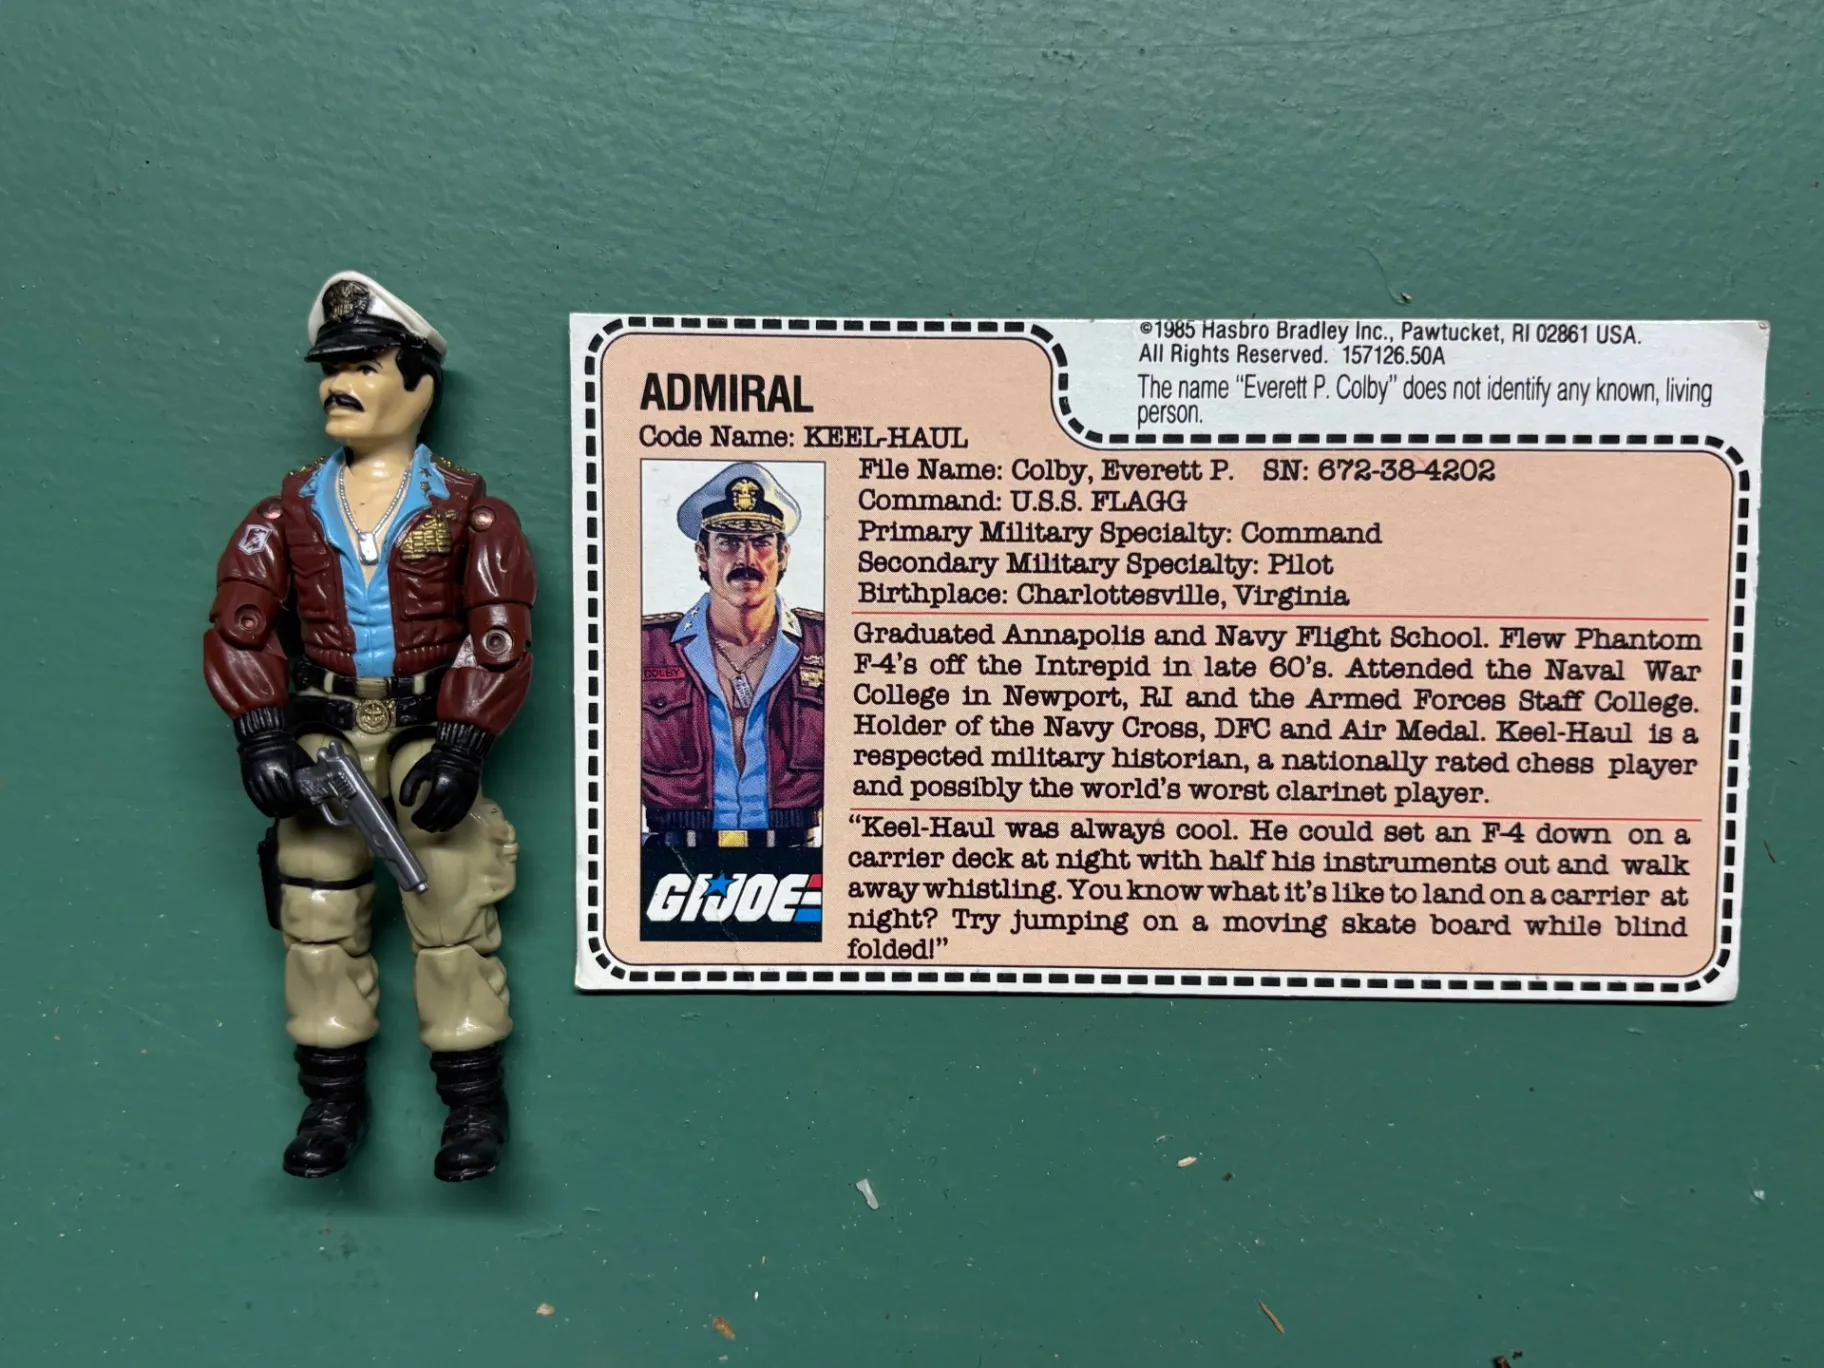 ©1985 Hasbro Bradley Inc., Pawtucket, RI 02861 USA.
All Rights Reserved. 157126.50A
The name “Everett P. Colby” does not identify any known, living
person.
ADMIRAL
Code Name: KEEL-HAUL
File Name: Colby, Everett P. SN: 672-38-4202
Command: U.S.S. FLAGG
Primary Military Specialty: Command
Secondary Military Specialty: Pilot
Birthplace: Charlottesville, Virginia
Graduated Annapolis and Navy Flight School. Flew Phantom
F-4's off the Intrepid in late 60's. Attended the Naval War
College in Newport, RI and the Armed Forces Staff College.
Holder of the Navy Cross, DFC and Air Medal. Keel-Haul is a
respected military historian, a nationally rated chess player
and possibly the world's worst clarinet player.
“Keel-Haul was always cool. He could set an F-4 down on a
carrier deck at night with half his instruments out and walk
away whistling. You know what it's like to land on a carrier at
night? Try jumping on a moving skate board while blind
folded!”
COLBY
GI JOE